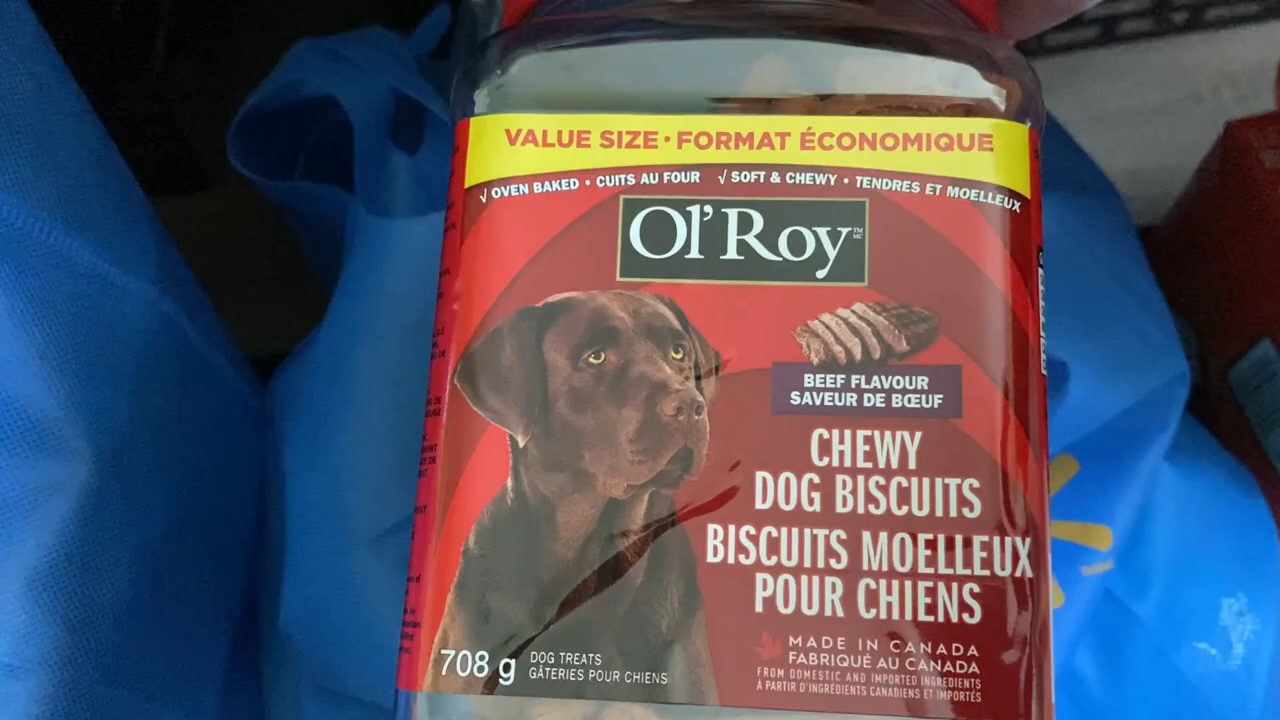 VALUE SIZE • FORMAT ÉCONOMIQUE
√ OVEN BAKED • CUITS AU FOUR √ SOFT & CHEWY • TENDRES ET MOELLEUX
Ol' Roy TM MC
BEEF FLAVOUR
SAVEUR DE BŒUF
CHEWY
DOG BISCUITS
BISCUITS MOELLEUX
POUR CHIENS
MADE IN CANADA
FABRIQUÉ AU CANADA
FROM DOMESTIC AND IMPORTED INGREDIENTS
À PARTIR D'INGRÉDIENTS CANADIENS ET IMPORTÉS
708 g
DOG TREATS
GÂTERIES POUR CHIENS